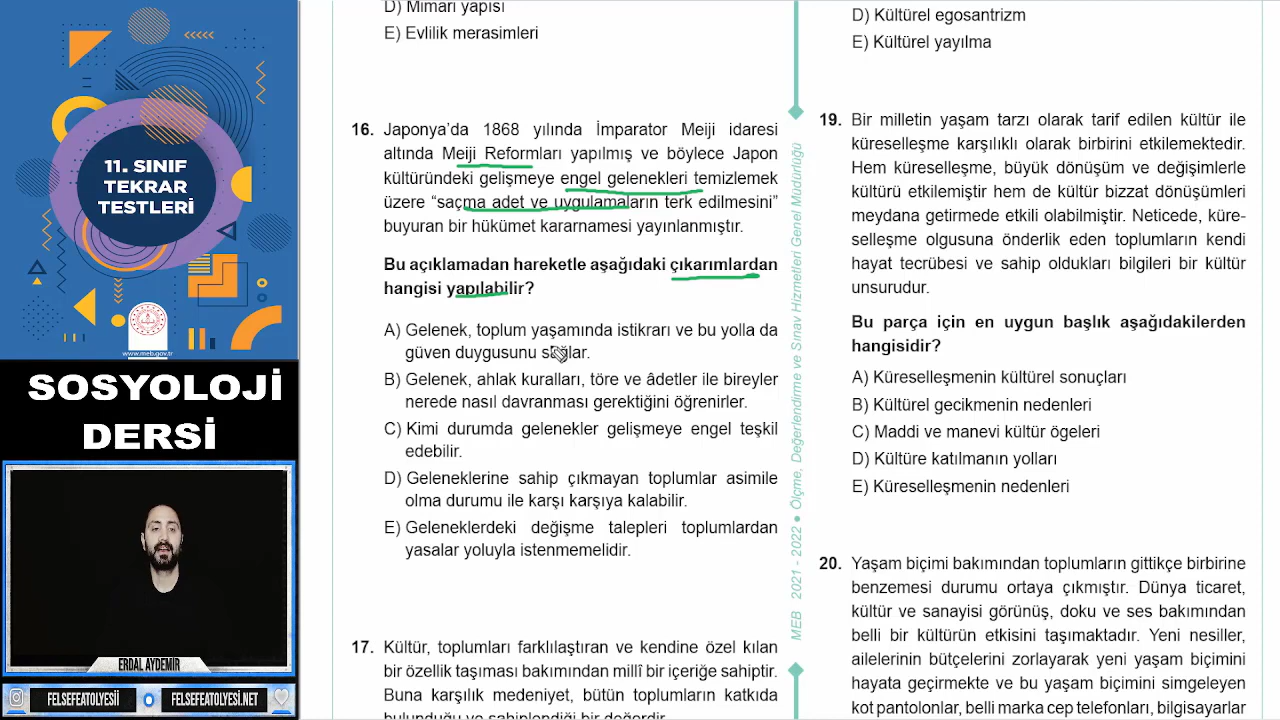 11. SINIF
TEKRAR
TESTLERİ
www.meb.gov.tr
SOSYOLOJİ
DERSİ
ERDAL AYDEMİR
FELSEFEATOLYESİİ
FELSEFEATOLYESİ.NET
D) Mimari yapısı
E) Evlilik merasimleri
16. Japonya’da 1868 yılında İmparator Meiji idaresi
altında Meiji Reformları yapılmış ve böylece Japon
kültüründeki gelişmeye engel gelenekleri temizlemek
üzere “saçma adet ve uygulamaların terk edilmesini”
buyuran bir hükûmet kararnamesi yayınlanmıştır.
Bu açıklamadan hareketle aşağıdaki çıkarımlardan
hangisi yapılabilir?
A) Gelenek, toplum yaşamında istikrarı ve bu yolla da
güven duygusunu sağlar.
B) Gelenek, ahlak kuralları, töre ve âdetler ile bireyler
nerede nasıl davranması gerektiğini öğrenirler.
C) Kimi durumda gelenekler gelişmeye engel teşkil
edebilir.
D) Geleneklerine sahip çıkmayan toplumlar asimile
olma durumu ile karşı karşıya kalabilir.
E) Geleneklerdeki değişme talepleri toplumlardan
yasalar yoluyla istenmemelidir.
17. Kültür, toplumları farklılaştıran ve kendine özel kılan
bir özellik taşıması bakımından millî bir içeriğe sahiptir.
Buna karşılık medeniyet, bütün toplumların katkıda
bulunduğu ve sahiplendiği bir değerdir.
MEB 2021 - 2022 ● Ölçme, Değerlendirme ve Sınav Hizmetleri Genel Müdürlüğü
D) Kültürel egosantrizm
E) Kültürel yayılma
19. Bir milletin yaşam tarzı olarak tarif edilen kültür ile
küreselleşme karşılıklı olarak birbirini etkilemektedir.
Hem küreselleşme, büyük dönüşüm ve değişimler
kültürü etkilemiştir hem de kültür bizzat dönüşümleri
meydana getirmede etkili olabilmiştir. Neticede, küre-
selleşme olgusuna önderlik eden toplumların kendi
hayat tecrübesi ve sahip oldukları bilgileri bir kültür
unsurudur.
Bu parça için en uygun başlık aşağıdakilerden
hangisidir?
A) Küreselleşmenin kültürel sonuçları
B) Kültürel gecikmenin nedenleri
C) Maddi ve manevi kültür ögeleri
D) Kültüre katılmanın yolları
E) Küreselleşmenin nedenleri
20. Yaşam biçimi bakımından toplumların gittikçe birbirine
benzemesi durumu ortaya çıkmıştır. Dünya ticaret,
kültür ve sanayisi görünüş, doku ve ses bakımından
belli bir kültürün etkisini taşımaktadır. Yeni nesiller,
ailelerin bütçelerini zorlayarak yeni yaşam biçimini
hayata geçirmekte ve bu yaşam biçimini simgeleyen
kot pantolonlar, belli marka cep telefonları, bilgisayarlar